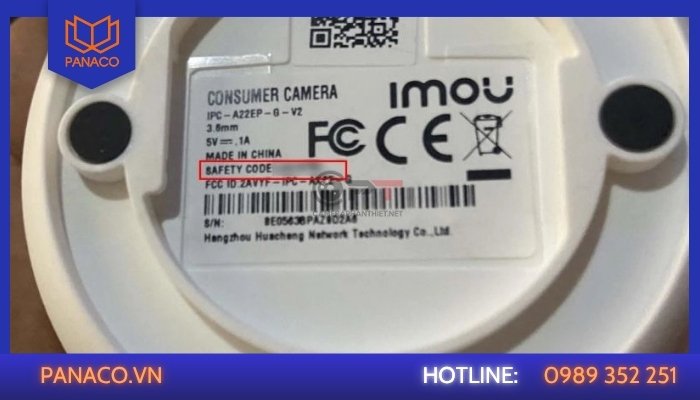 PANACO
CONSUMER CAMERA
IPC-A22EP-G-V2
3.6mm
5V⎓1A
MADE IN CHINA
SAFETY CODE
imou
FC CE
S/N:
Hangzhou Huacheng Network Technology Co.,Ltd.
PANACO.VN
HOTLINE: 0989 352 251